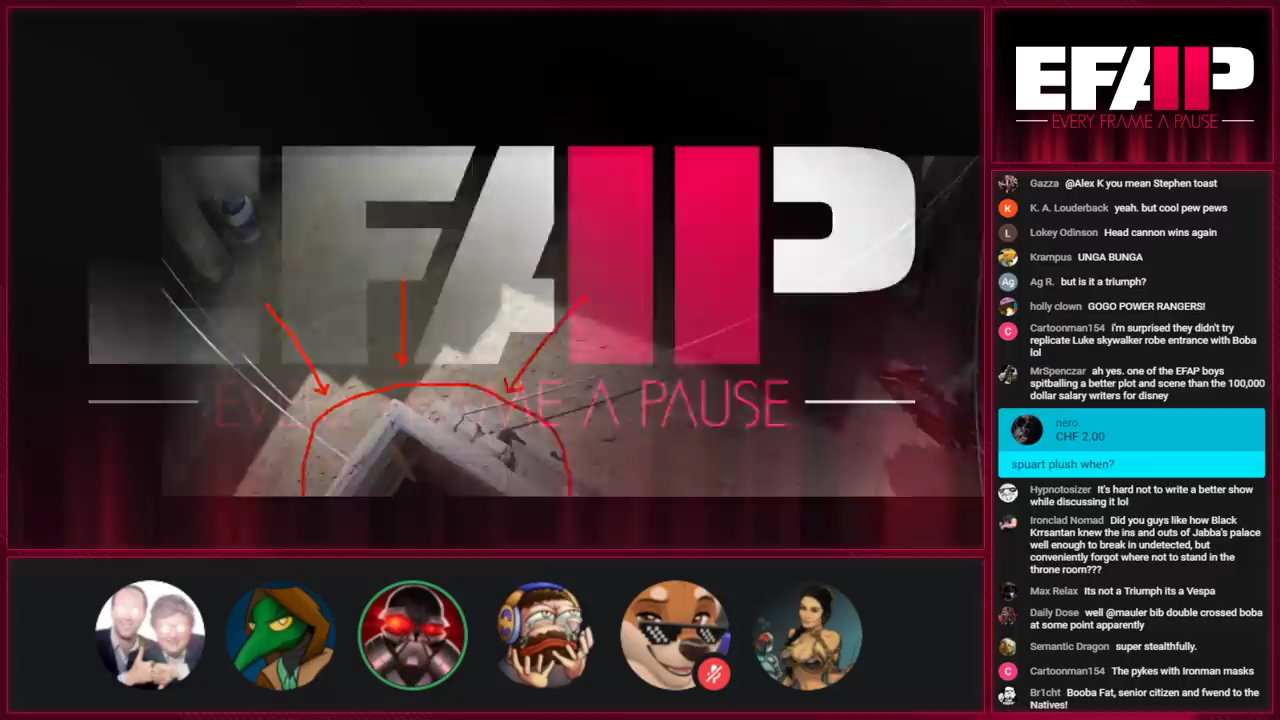 EFAP
EVERY FRAME A PAUSE
EFAP
EVERY FRAME A PAUSE
Gazza @Alex K you mean Stephen toast
K. A. Louderback yeah. but cool pew pews
Lokey Odinson Head cannon wins again
Krampus UNGA BUNGA
Ag R. but is it a triumph?
holly clown GOGO POWER RANGERS!
Cartoonman154 i'm surprised they didn't try
replicate Luke skywalker robe entrance with Boba
lol
MrSpenczar ah yes. one of the EFAP boys
spitballing a better plot and scene than the 100,000
dollar salary writers for disney
nero.
CHF 2.00
spuart plush when?
Hypnotosizer It's hard not to write a better show
while discussing it lol
Ironclad Nomad Did you guys like how Black
Krrsantan knew the ins and outs of Jabba's palace
well enough to break in undetected, but
conveniently forgot where not to stand in the
throne room???
Max Relax Its not a Triumph its a Vespa
Daily Dose well @mauler bib double crossed boba
at some point apparently
Semantic Dragon super stealthfully.
Cartoonman154 The pykes with Ironman masks
Br1cht Booba Fat, senior citizen and fwend to the
Natives!
K
L
Ag
C
C